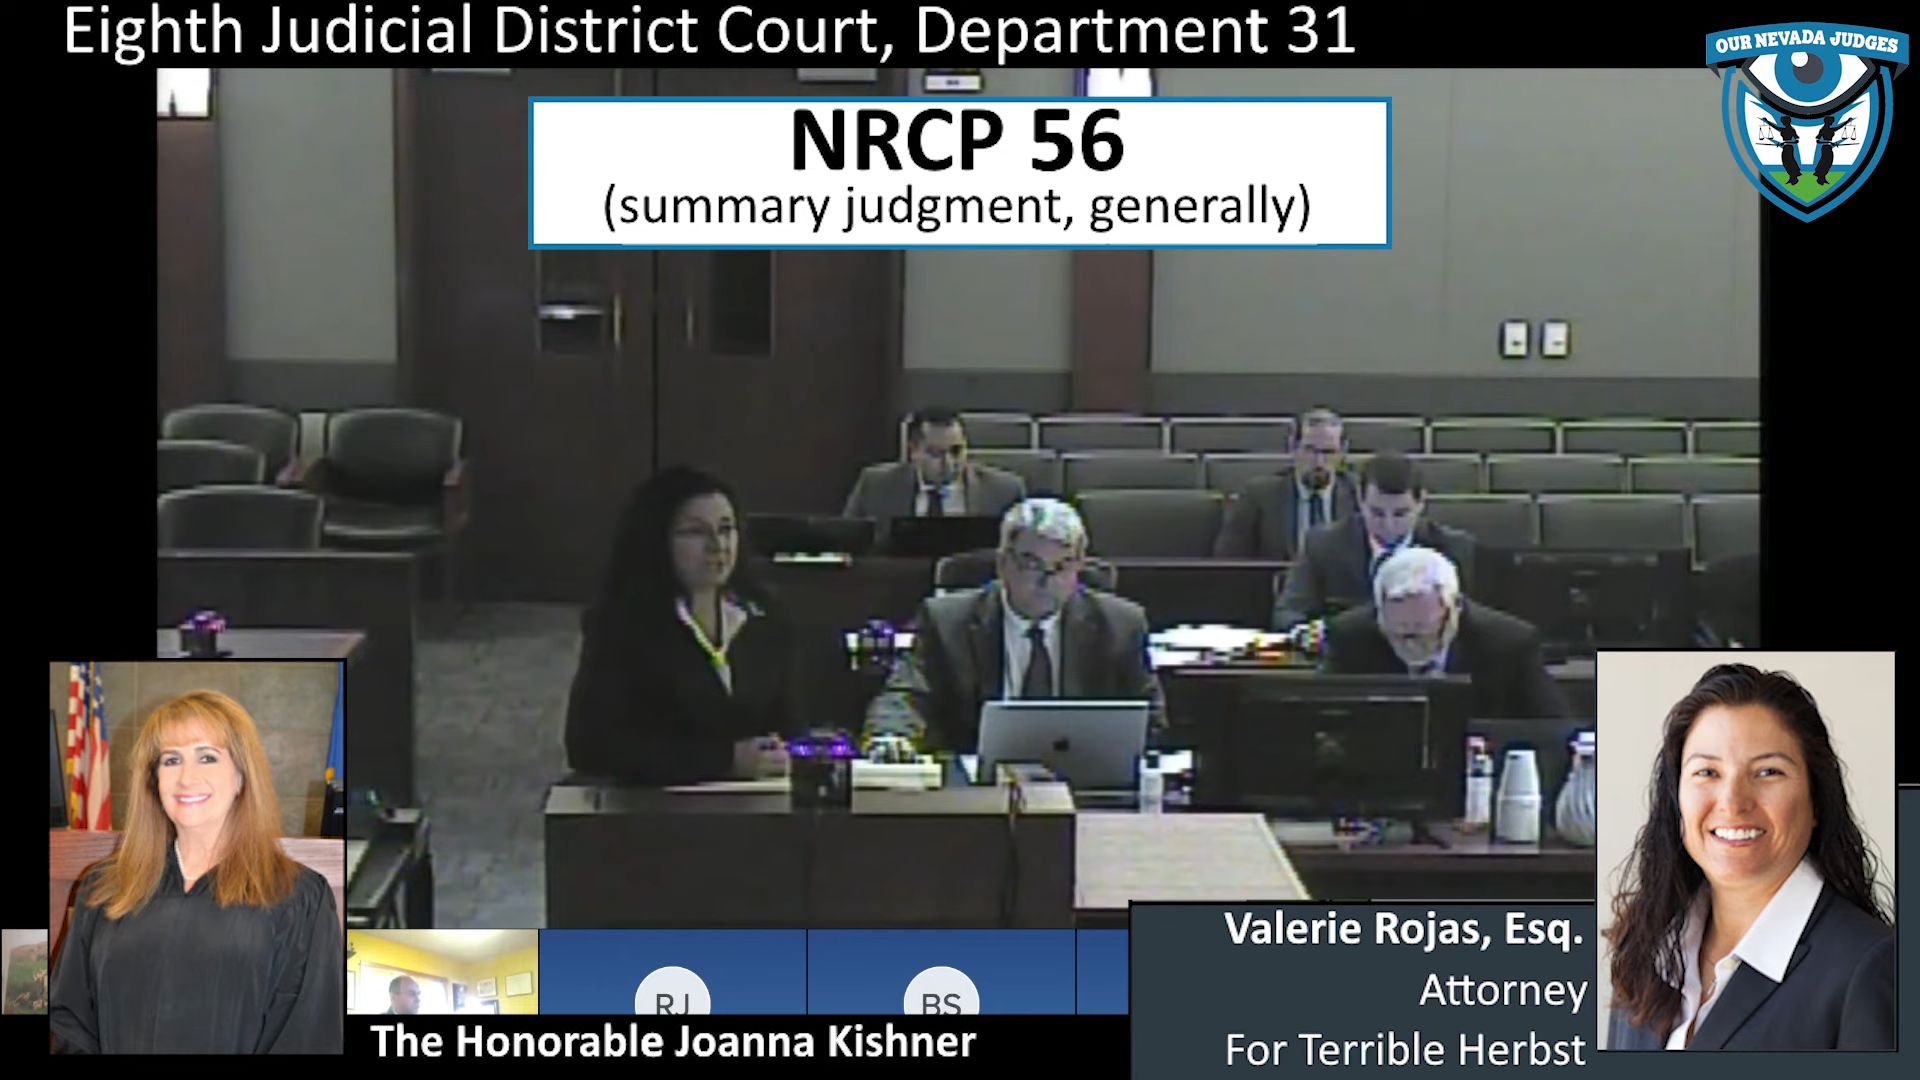 Eighth Judicial District Court, Department 31
OUR NEVADA JUDGES
NRCP 56
(summary judgment, generally)
RJ
BS
The Honorable Joanna Kishner
Valerie Rojas, Esq.
Attorney
For Terrible Herbst